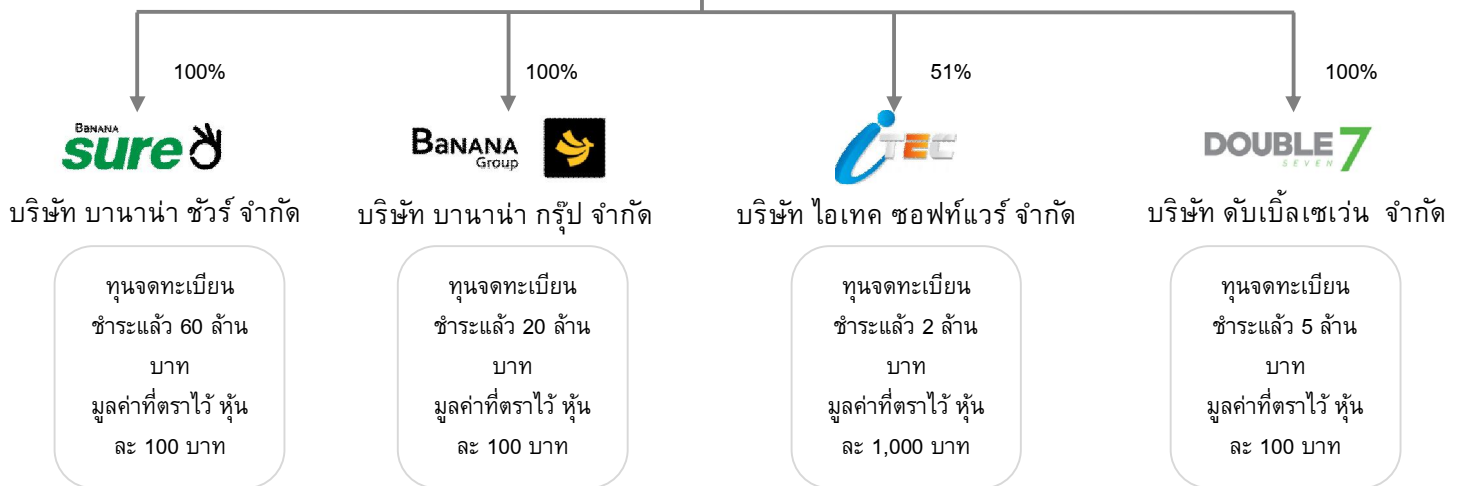 100%
100%
51%
100%
BaNANA
sure
BaNANA
Group
iTEC
DOUBLE 7
SEVEN
บริษัท บานาน่า ชัวร์ จำกัด
บริษัท บานาน่า กรุ๊ป จำกัด
บริษัท ไอเทค ซอฟท์แวร์ จำกัด
บริษัท ดับเบิ้ลเซเว่น จำกัด
ทุนจดทะเบียน
ชำระแล้ว 60 ล้าน
บาท
มูลค่าที่ตราไว้ หุ้น
ละ 100 บาท
ทุนจดทะเบียน
ชำระแล้ว 20 ล้าน
บาท
มูลค่าที่ตราไว้ หุ้น
ละ 100 บาท
ทุนจดทะเบียน
ชำระแล้ว 2 ล้าน
บาท
มูลค่าที่ตราไว้ หุ้น
ละ 1,000 บาท
ทุนจดทะเบียน
ชำระแล้ว 5 ล้าน
บาท
มูลค่าที่ตราไว้ หุ้น
ละ 100 บาท